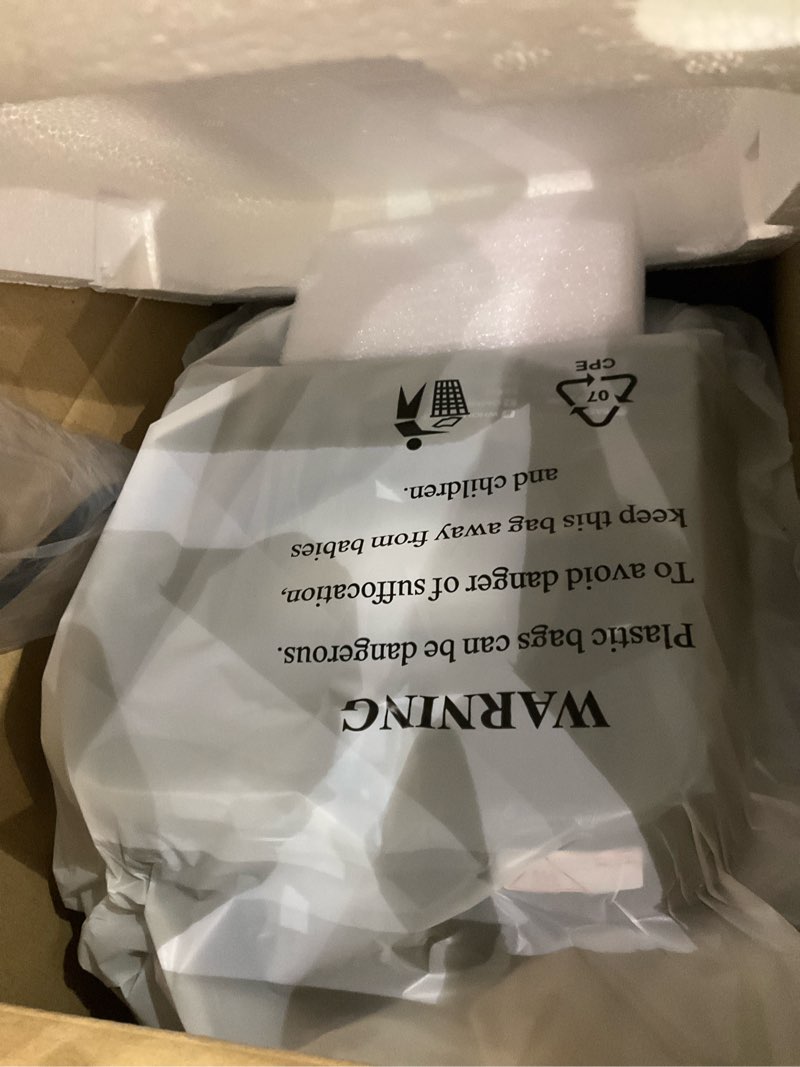 WARNING
Plastic bags can be dangerous.
To avoid danger of suffocation,
keep this bag away from babies
and children.
07
CPE